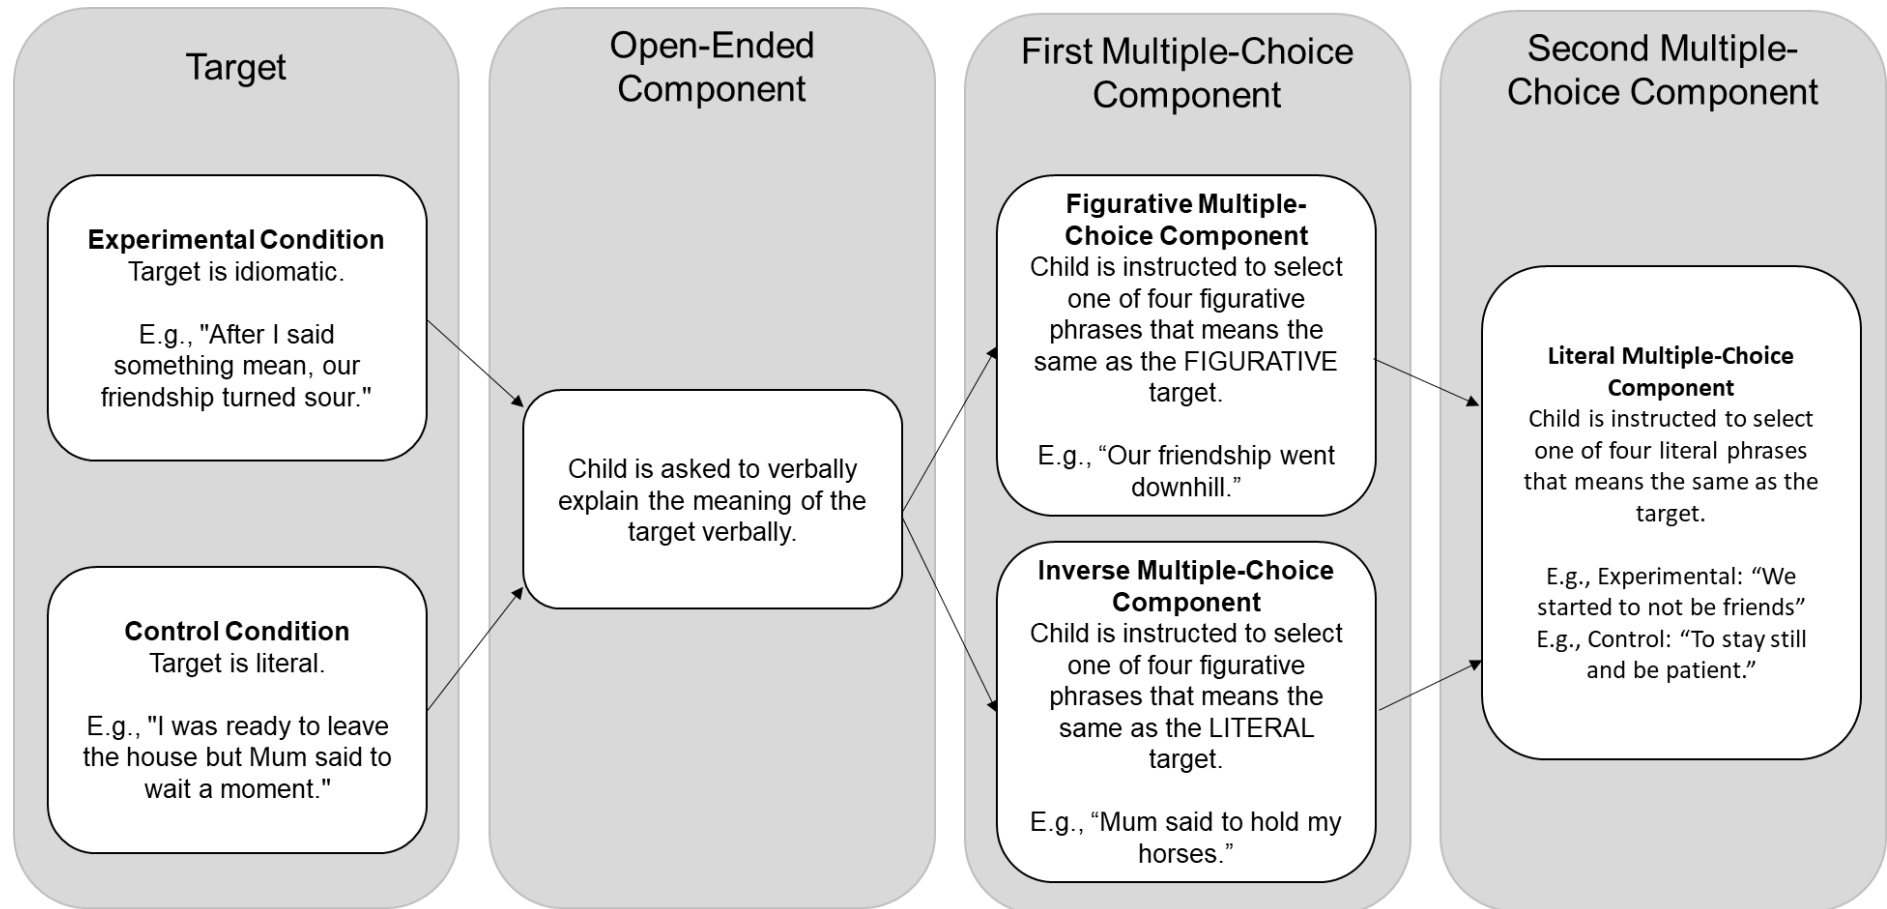 Target
Experimental Condition
Target is idiomatic.
E.g., "After I said
something mean, our
friendship turned sour."
Control Condition
Target is literal.
E.g., "I was ready to leave
the house but Mum said to
wait a moment."
Open-Ended
Component
Child is asked to verbally
explain the meaning of the
target verbally.
First Multiple-Choice
Component
Figurative Multiple-
Choice Component
Child is instructed to select
one of four figurative
phrases that means the
same as the FIGURATIVE
target.
E.g., “Our friendship went
downhill.”
Inverse Multiple-Choice
Component
Child is instructed to select
one of four figurative
phrases that means the
same as the LITERAL
target.
E.g., “Mum said to hold my
horses.”
Second Multiple-
Choice Component
Literal Multiple-Choice
Component
Child is instructed to select
one of four literal phrases
that means the same as the
target.
E.g., Experimental: “We
started to not be friends”
E.g., Control: “To stay still
and be patient.”